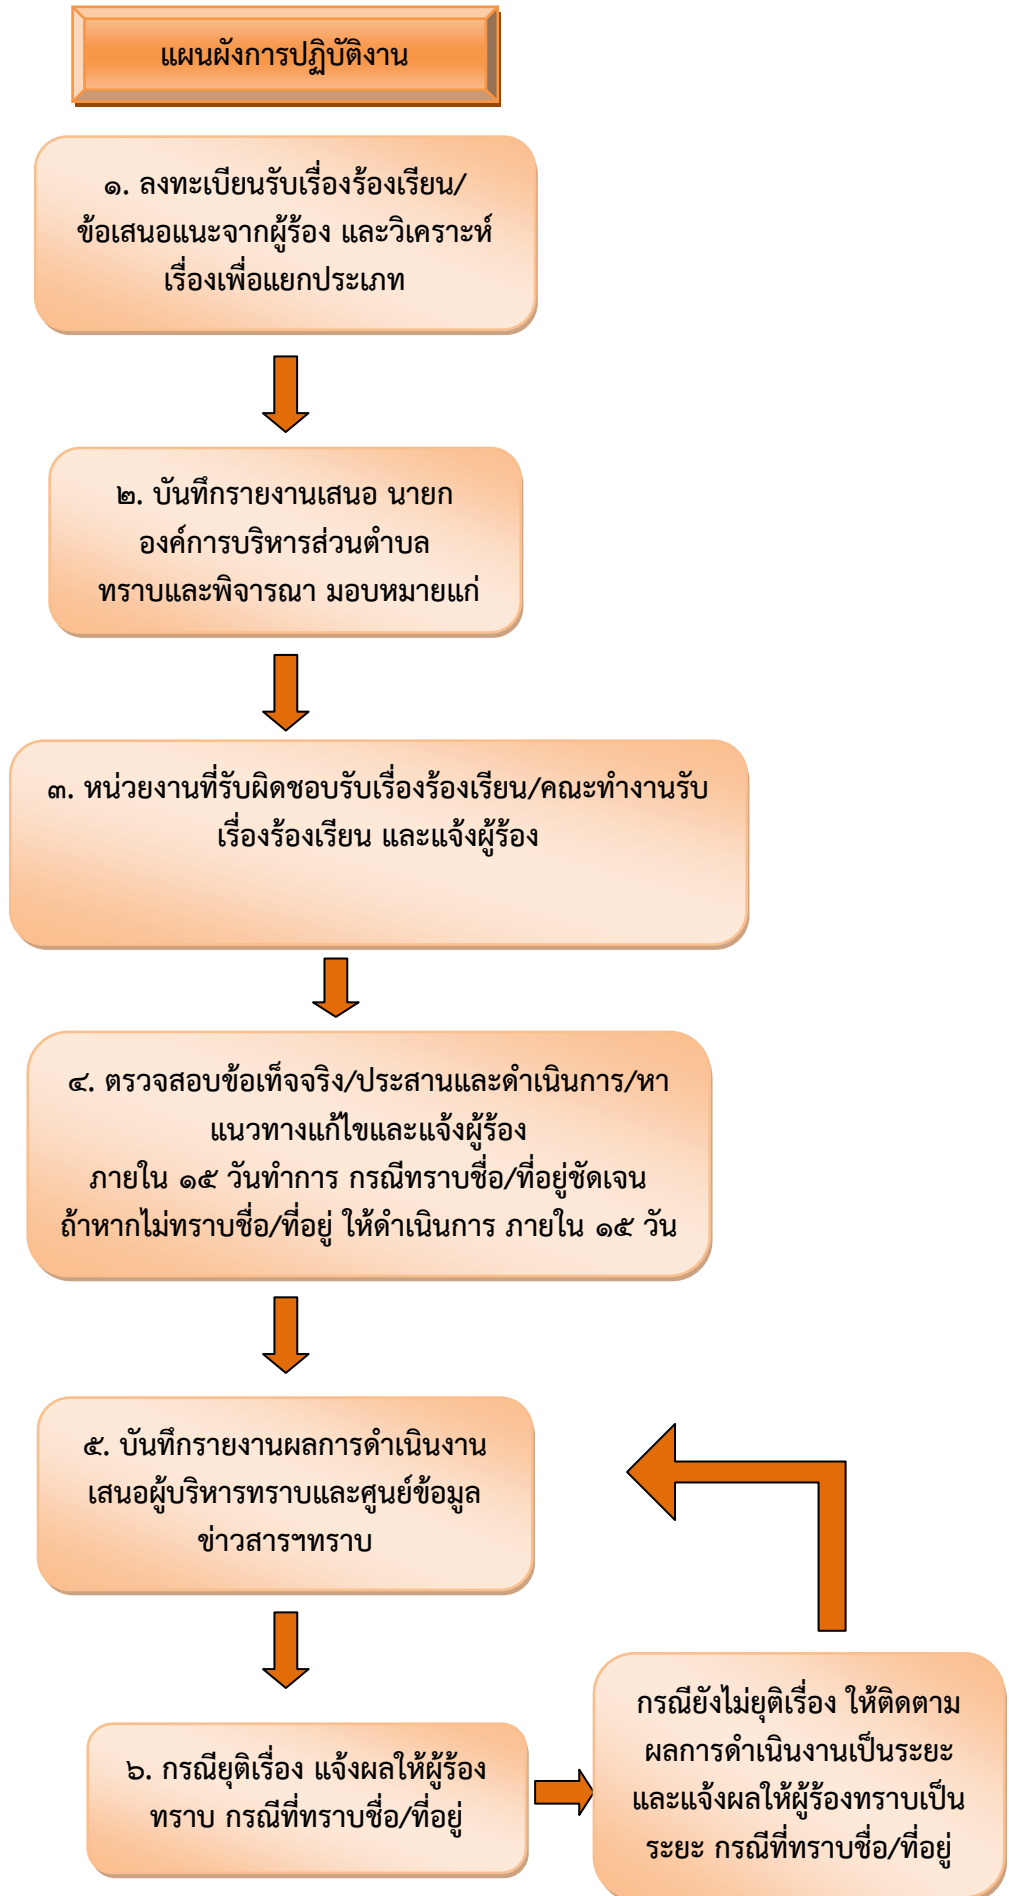 แผนผังการปฏิบัติงาน
๑. ลงทะเบียนรับเรื่องร้องเรียน/
ข้อเสนอแนะจากผู้ร้อง และวิเคราะห์
เรื่องเพื่อแยกประเภท
๒. บันทึกรายงานเสนอ นายก
องค์การบริหารส่วนตำบล
ทราบและพิจารณา มอบหมายแก่
๓. หน่วยงานที่รับผิดชอบรับเรื่องร้องเรียน/คณะทำงานรับ
เรื่องร้องเรียน และแจ้งผู้ร้อง
๔. ตรวจสอบข้อเท็จจริง/ประสานและดำเนินการ/หา
แนวทางแก้ไขและแจ้งผู้ร้อง
ภายใน ๑๕ วันทำการ กรณีทราบชื่อ/ที่อยู่ชัดเจน
ถ้าหากไม่ทราบชื่อ/ที่อยู่ ให้ดำเนินการ ภายใน ๑๕ วัน
๕. บันทึกรายงานผลการดำเนินงาน
เสนอผู้บริหารทราบและศูนย์ข้อมูล
ข่าวสารฯทราบ
๖. กรณียุติเรื่อง แจ้งผลให้ผู้ร้อง
ทราบ กรณีที่ทราบชื่อ/ที่อยู่
กรณียังไม่ยุติเรื่อง ให้ติดตาม
ผลการดำเนินงานเป็นระยะ
และแจ้งผลให้ผู้ร้องทราบเป็น
ระยะ กรณีที่ทราบชื่อ/ที่อยู่